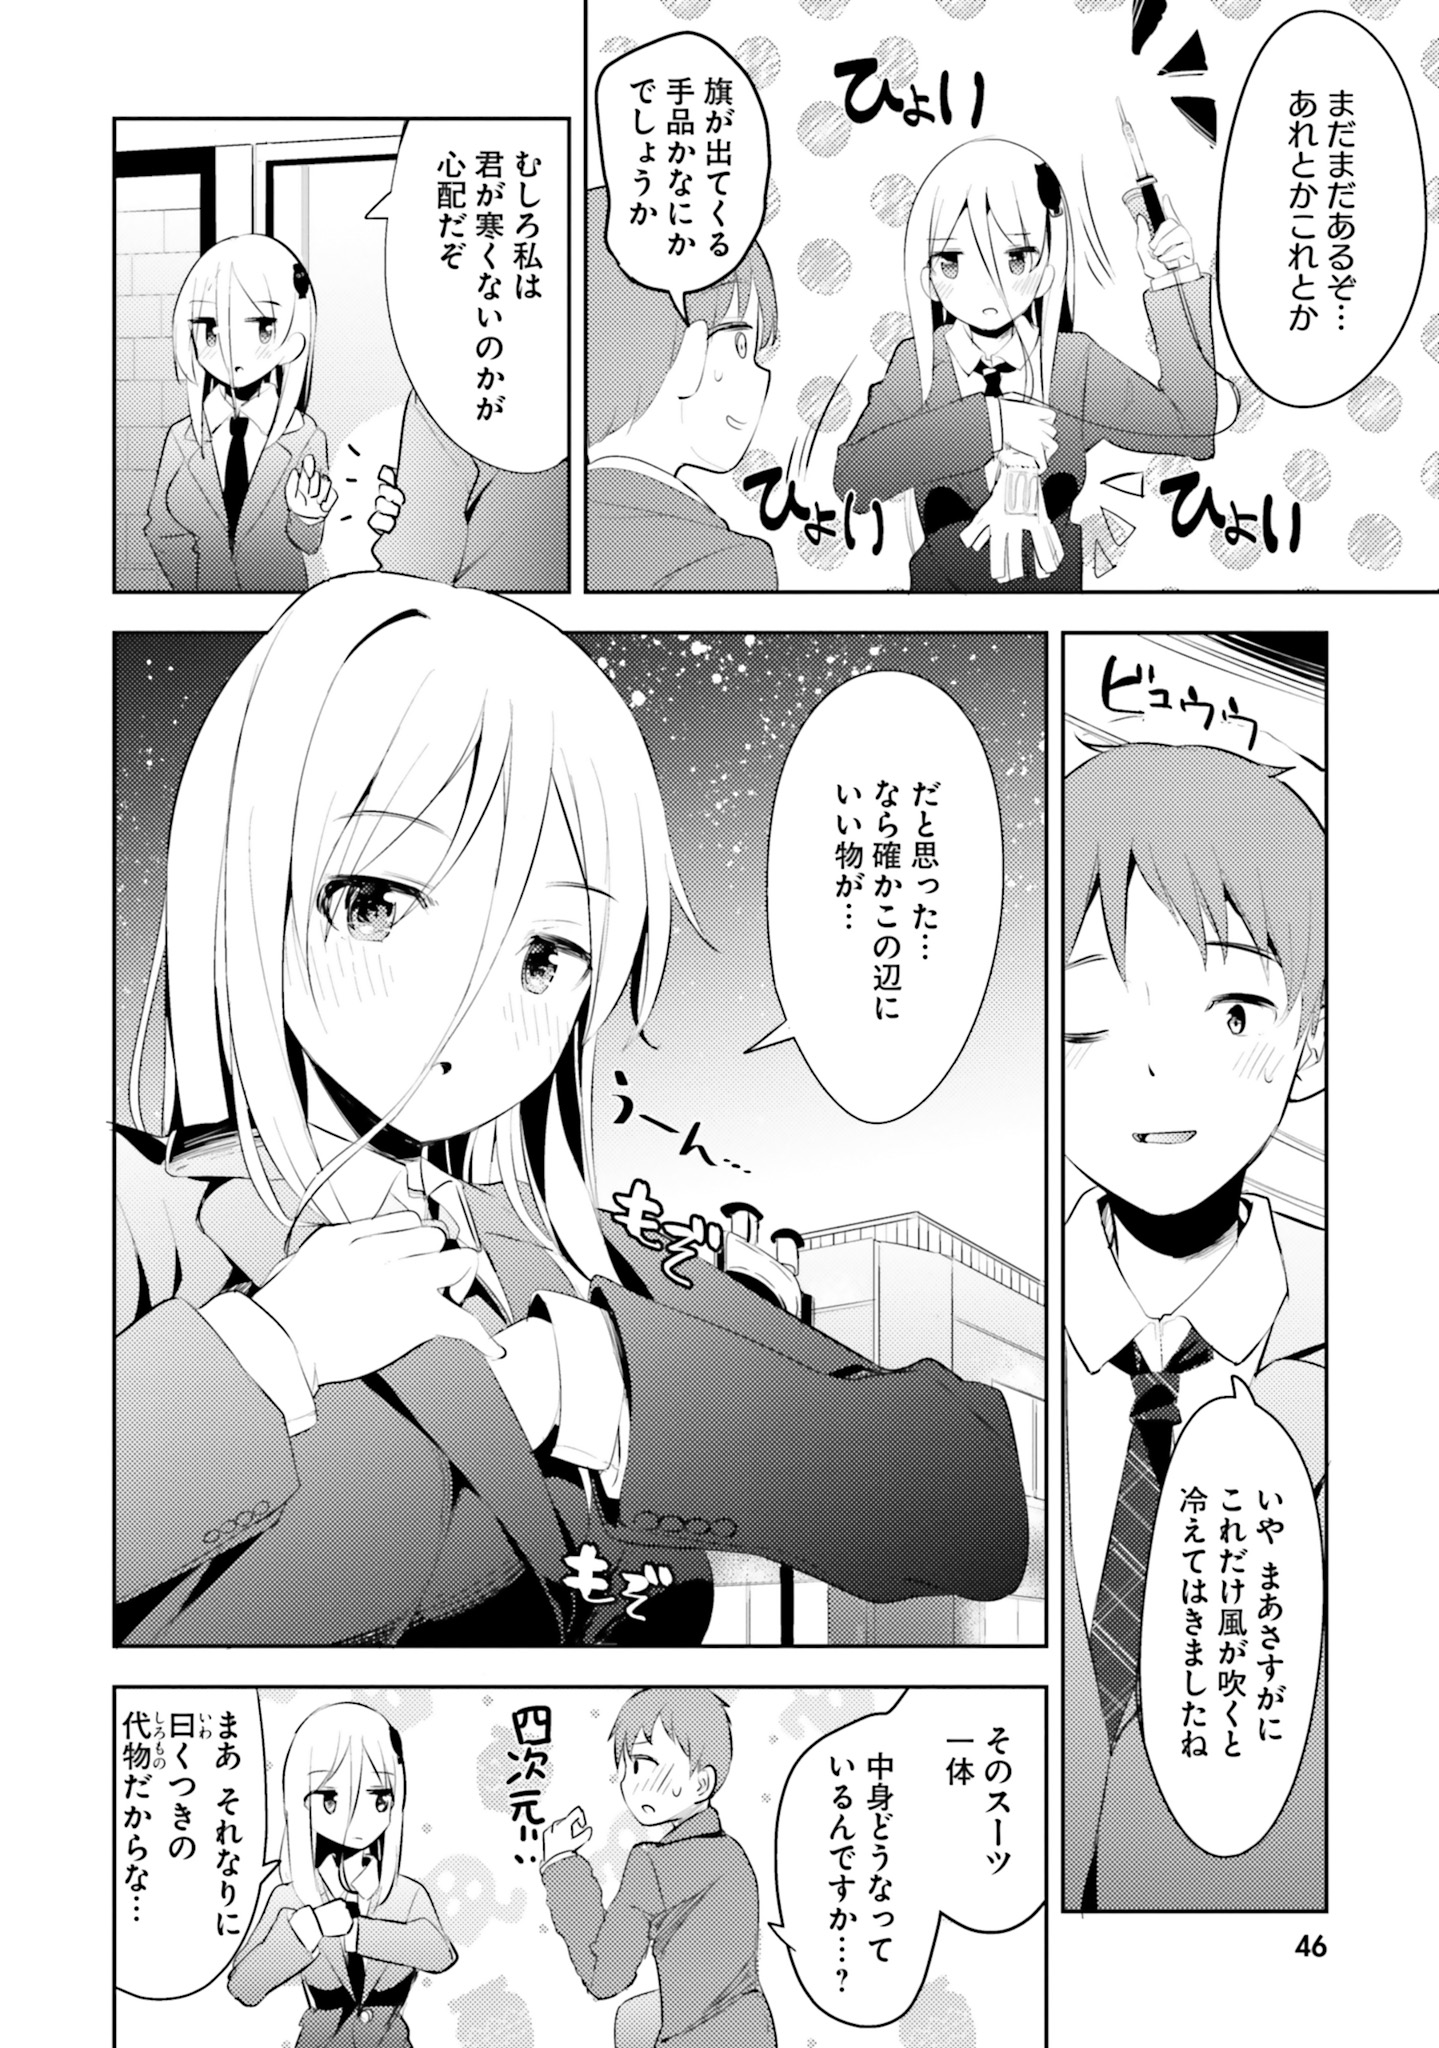 まだまだあるぞ…
あれとかこれとか
ひょい
ひょい
ひょい
旗が出てくる
手品かなにか
でしょうか
むしろ私は
君が寒くないのかが
心配だぞ
ビュゥゥ
いや まあさすがに
これだけ風が吹くと
冷えてはきましたね
だと思った…
なら確かこの辺に
いい物が…
うーん…
もぞ
もぞ
そのスーツ
一体
中身どうなって
いるんですか…?
四次元…
まあ それなりに
曰くつきの
いわ
代物だからな…
しろもの
46